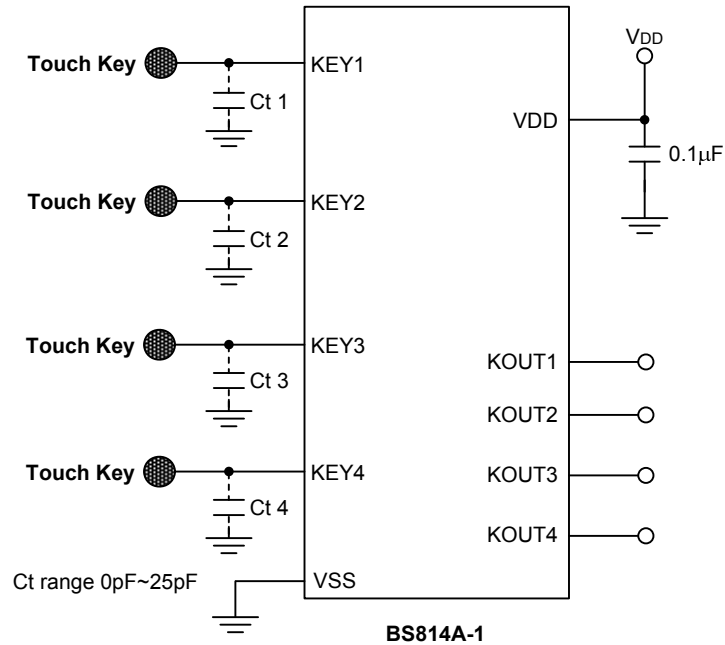 Touch Key
KEY1
Ct 1
Touch Key
KEY2
Ct 2
Touch Key
KEY3
Ct 3
Touch Key
KEY4
Ct 4
Ct range 0pF~25pF
VSS
VDD
VDD
0.1μF
KOUT1
KOUT2
KOUT3
KOUT4
BS814A-1